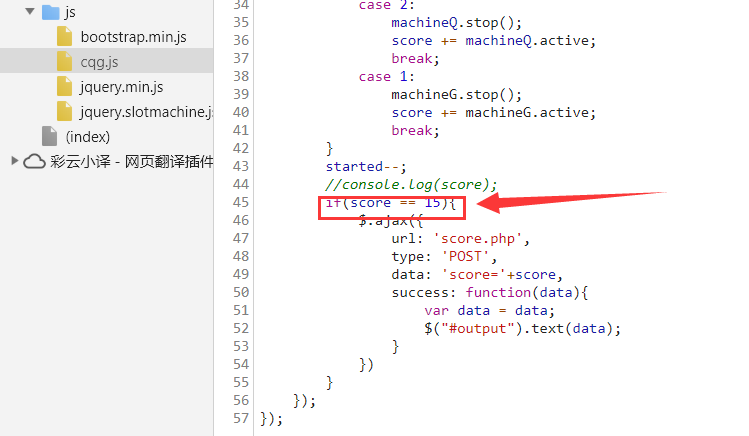 js
bootstrap.min.js
cqg.js
jquery.min.js
jquery.slotmachine.js
(index)
彩云小译 - 网页翻译插件
34 case 2:
35 machineQ.stop();
36 score += machineQ.active;
37 break;
38 case 1:
39 machineG.stop();
40 score += machineG.active;
41 break;
42 }
43 started--;
44 //console.log(score);
45 if(score == 15){
46 $.ajax({
47 url: 'score.php',
48 type: 'POST',
49 data: 'score='+score,
50 success: function(data){
51 var data = data;
52 $("#output").text(data);
53 }
54 })
55 }
56 });
57 });